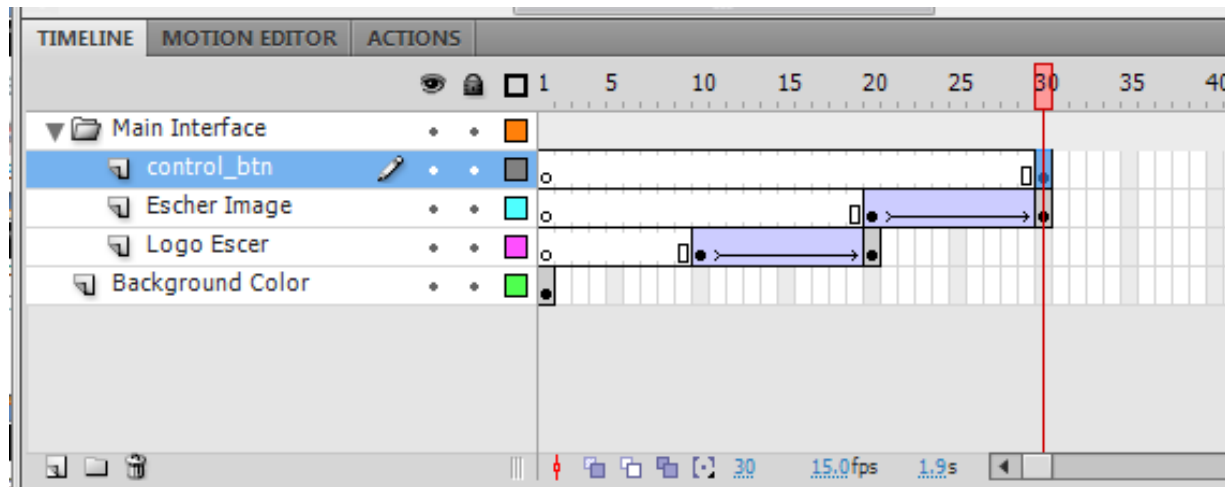 TIMELINE MOTION EDITOR ACTIONS
1 5 10 15 20 25 30 35 40
Main Interface
control_btn
Escher Image
Logo Escer
Background Color
30 15.0fps 1.9s